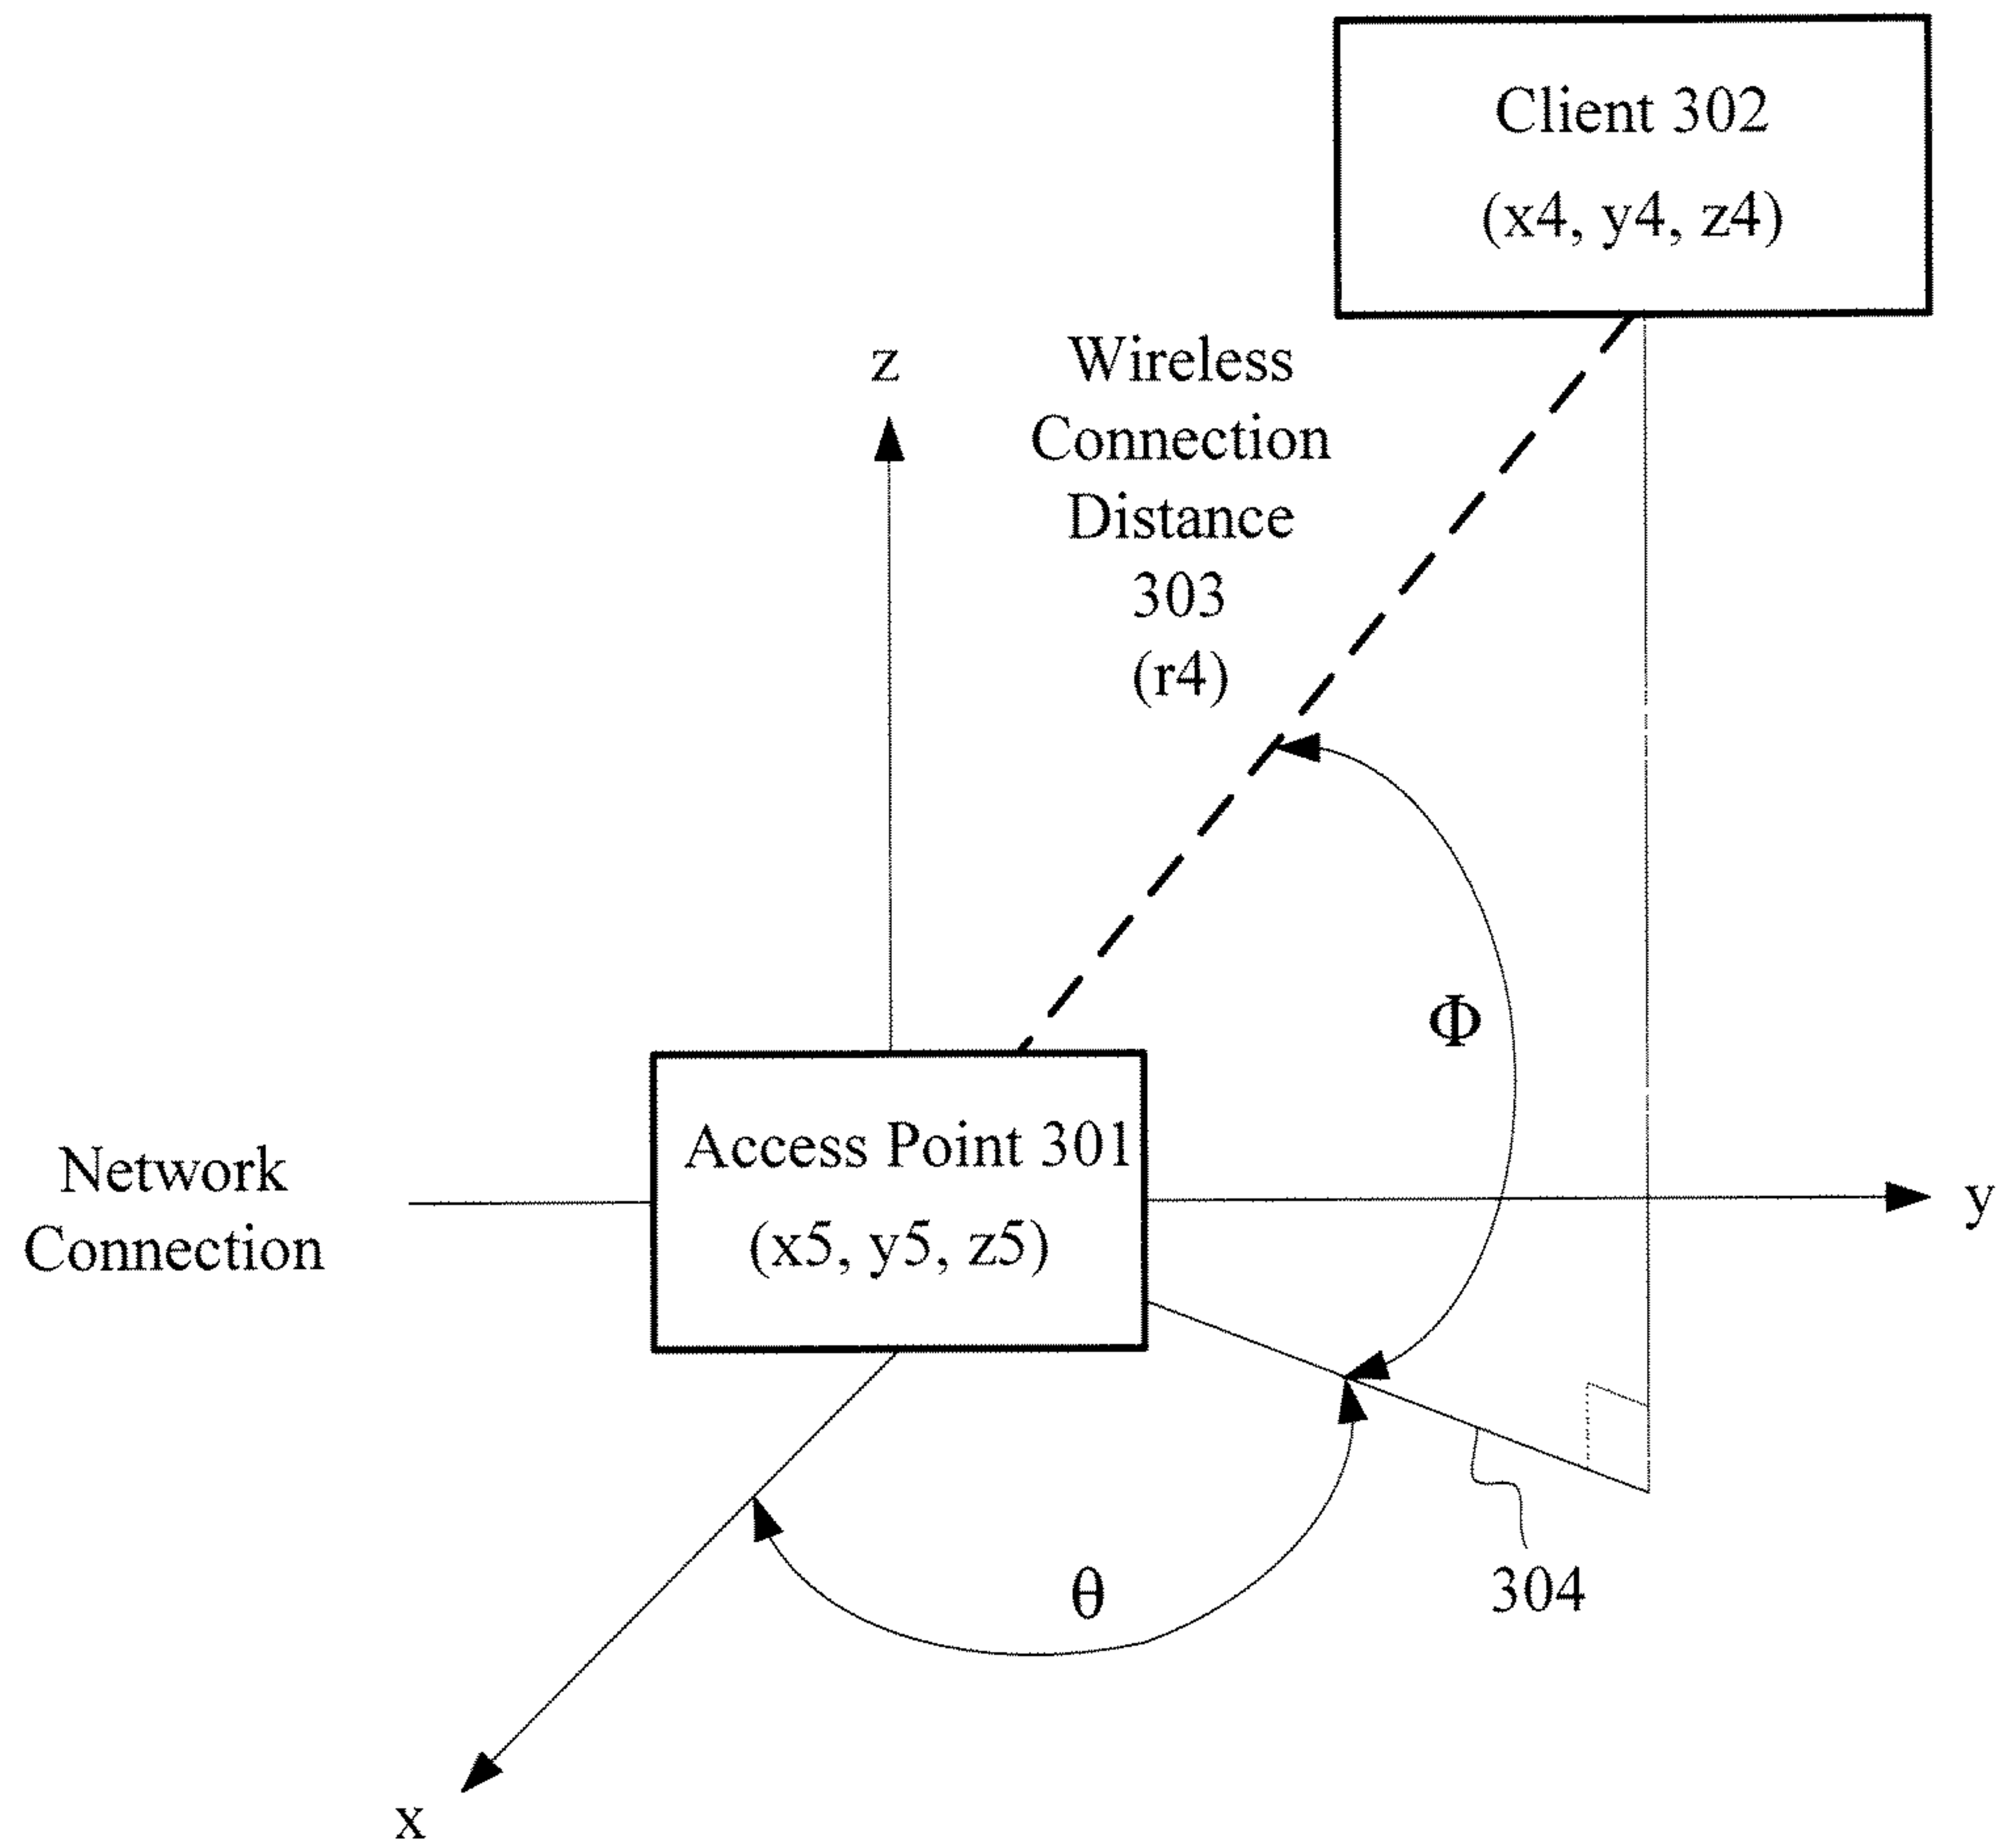 Client 302
(x4, y4, z4)
z
Wireless
Connection
Distance
303
(r4)
Φ
Access Point 301
(x5, y5, z5)
Network
Connection
y
θ
304
x